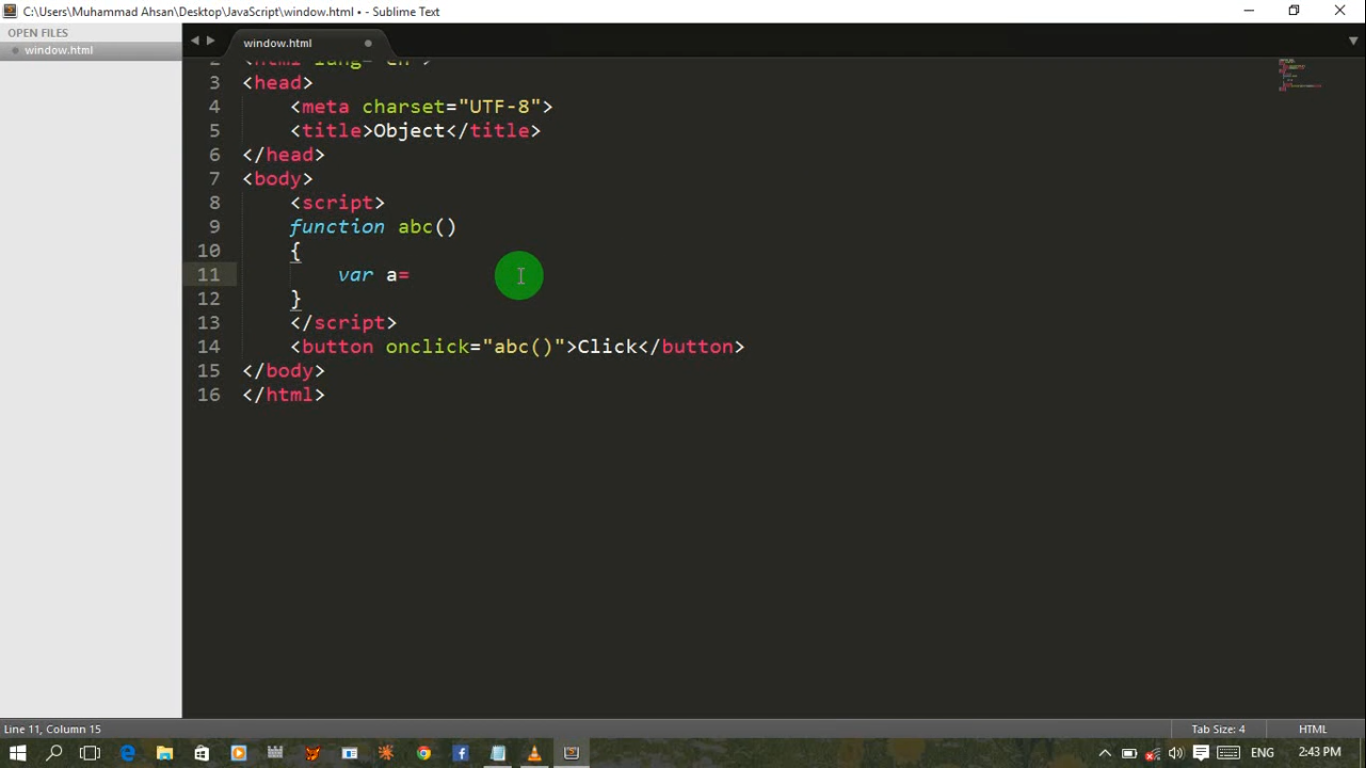 C:\Users\Muhammad Ahsan\Desktop\JavaScript\window.html • - Sublime Text
OPEN FILES
window.html
window.html
2 <html lang="en">
3 <head>
4 <meta charset="UTF-8">
5 <title>Object</title>
6 </head>
7 <body>
8 <script>
9 function abc()
10 {
11 var a=
12 }
13 </script>
14 <button onclick="abc()">Click</button>
15 </body>
16 </html>
Line 11, Column 15
Tab Size: 4
HTML
ENG
2:43 PM